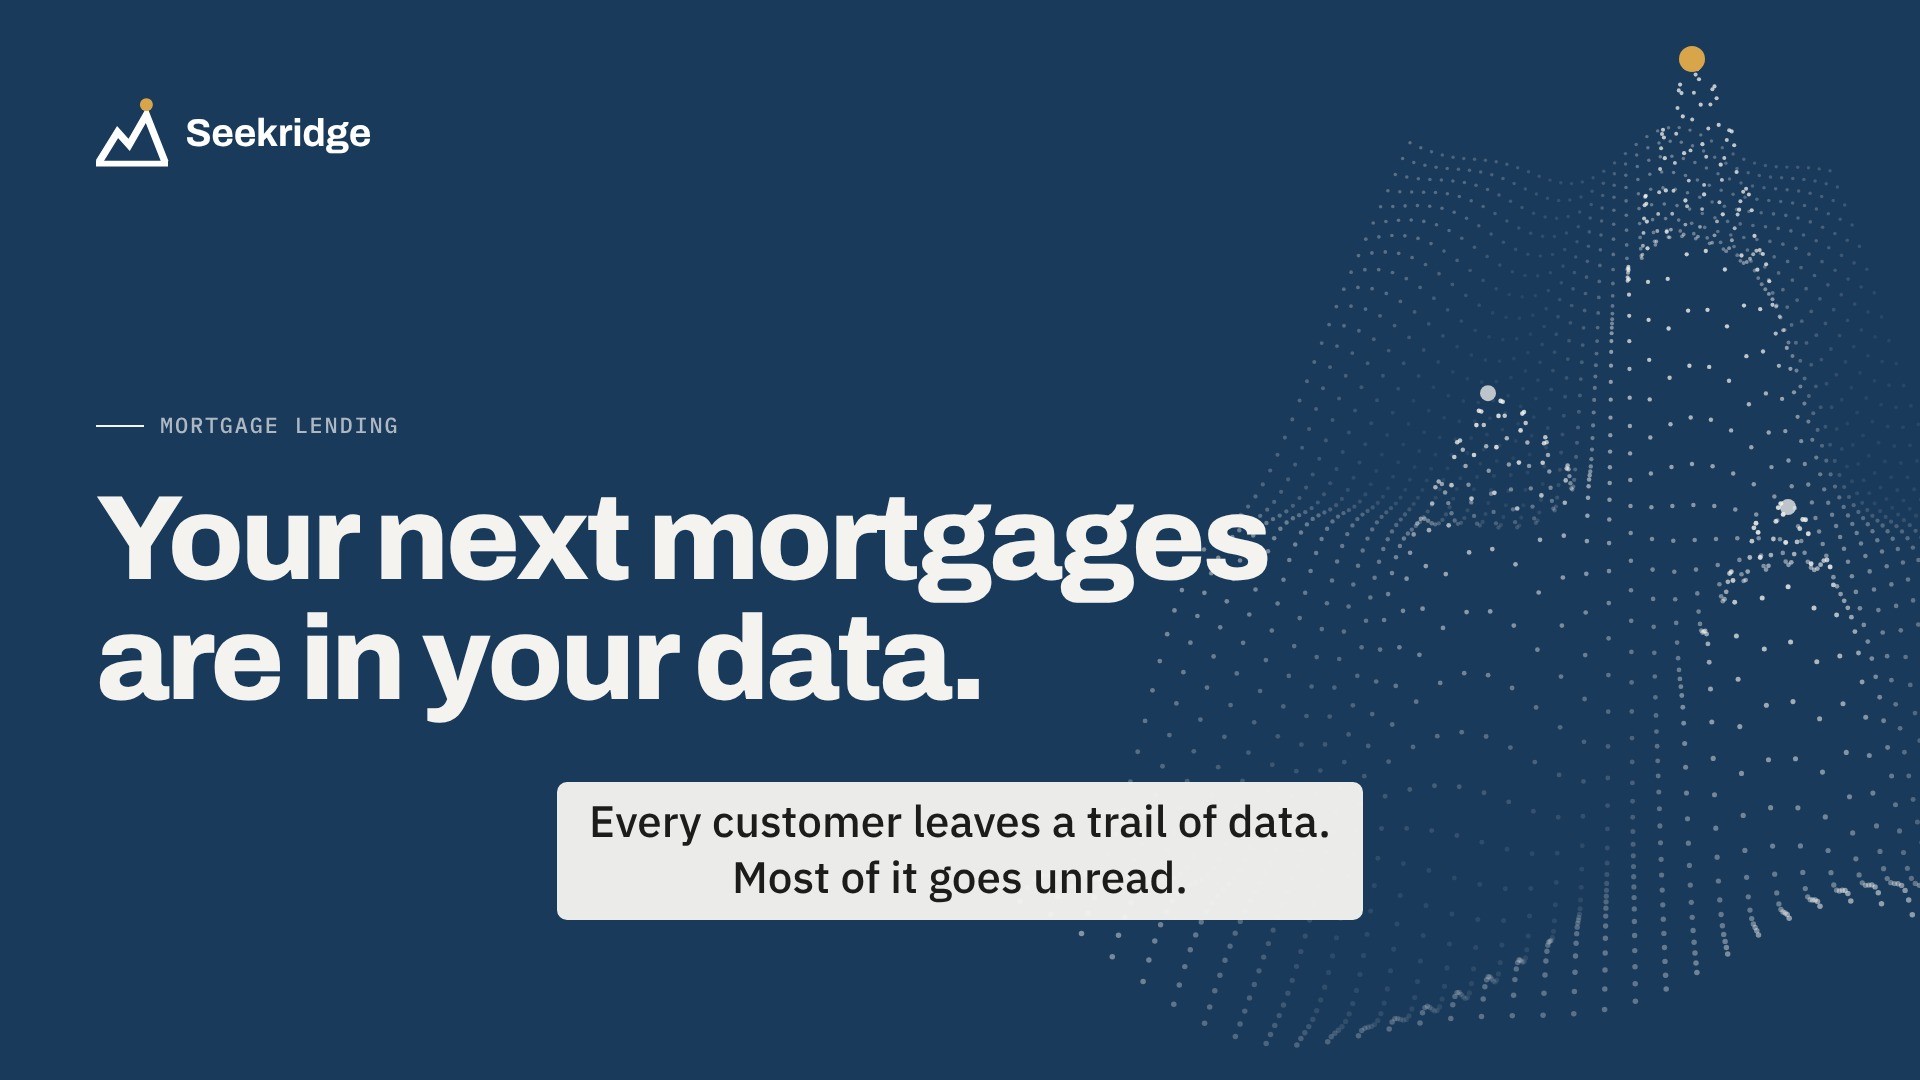 Seekridge
MORTGAGE LENDING
Your next mortgages
are in your data.
Every customer leaves a trail of data.
Most of it goes unread.